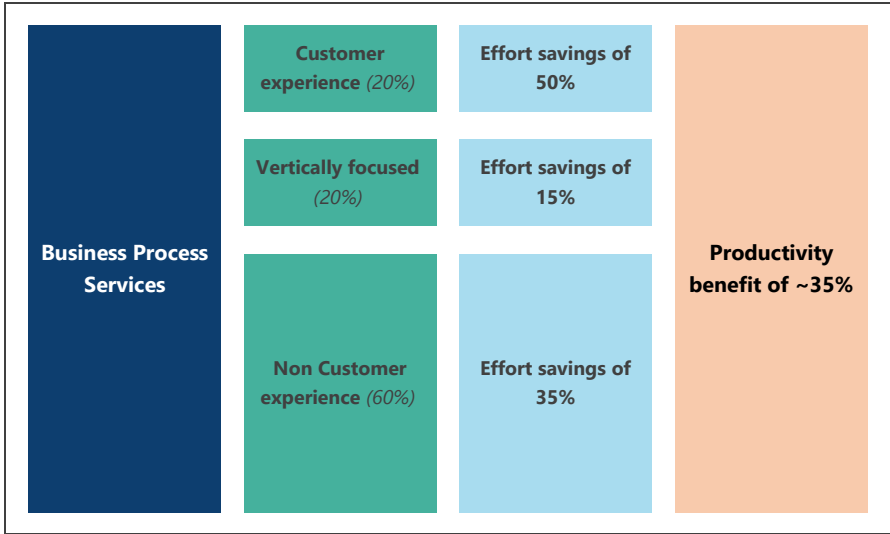 Business Process
Services
Customer
experience (20%)
Effort savings of
50%
Vertically focused
(20%)
Effort savings of
15%
Non Customer
experience (60%)
Effort savings of
35%
Productivity
benefit of ~35%